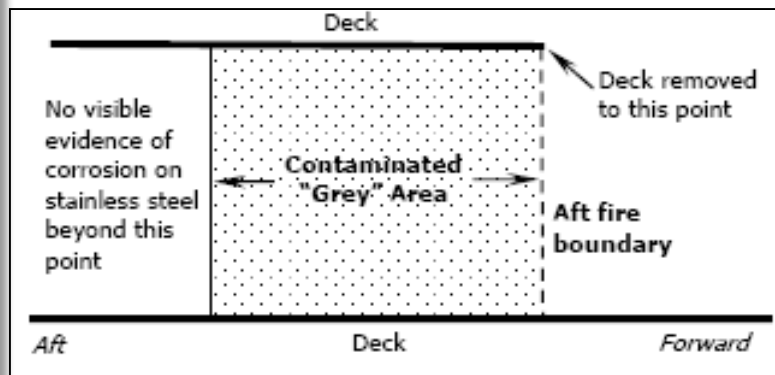 Deck
Deck removed
to this point
No visible
evidence of
corrosion on
stainless steel
beyond this
point
Contaminated
"Grey" Area
Aft fire
boundary
Aft
Deck
Forward